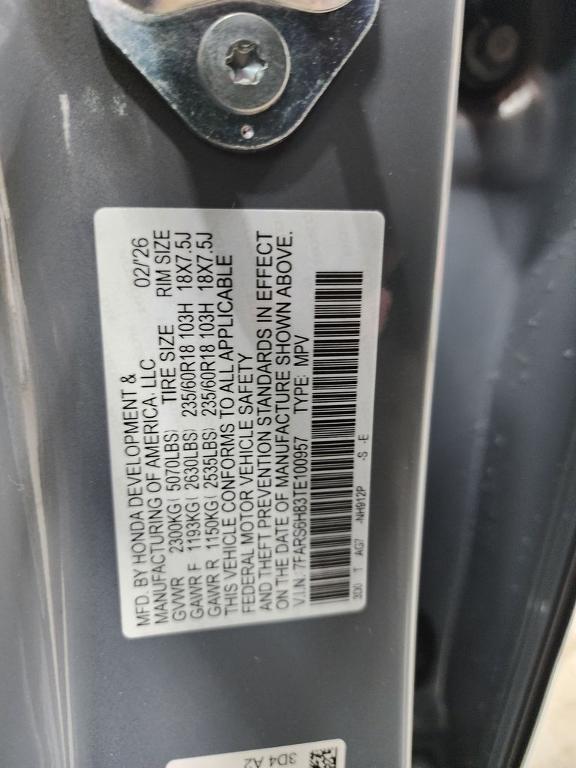 MFD. BY HONDA DEVELOPMENT & 02/'26
MANUFACTURING OF AMERICA, LLC
GVWR 2300KG( 5070LBS) TIRE SIZE RIM SIZE
GAWR F 1193KG( 2630LBS) 235/60R18 103H 18X7.5J
GAWR R 1150KG( 2535LBS) 235/60R18 103H 18X7.5J
THIS VEHICLE CONFORMS TO ALL APPLICABLE
FEDERAL MOTOR VEHICLE SAFETY
AND THEFT PREVENTION STANDARDS IN EFFECT
ON THE DATE OF MANUFACTURE SHOWN ABOVE.
V.I.N. 7FARS6H83TE100957 TYPE: MPV
T AG7 -NH912P -S -E
3D4 A2